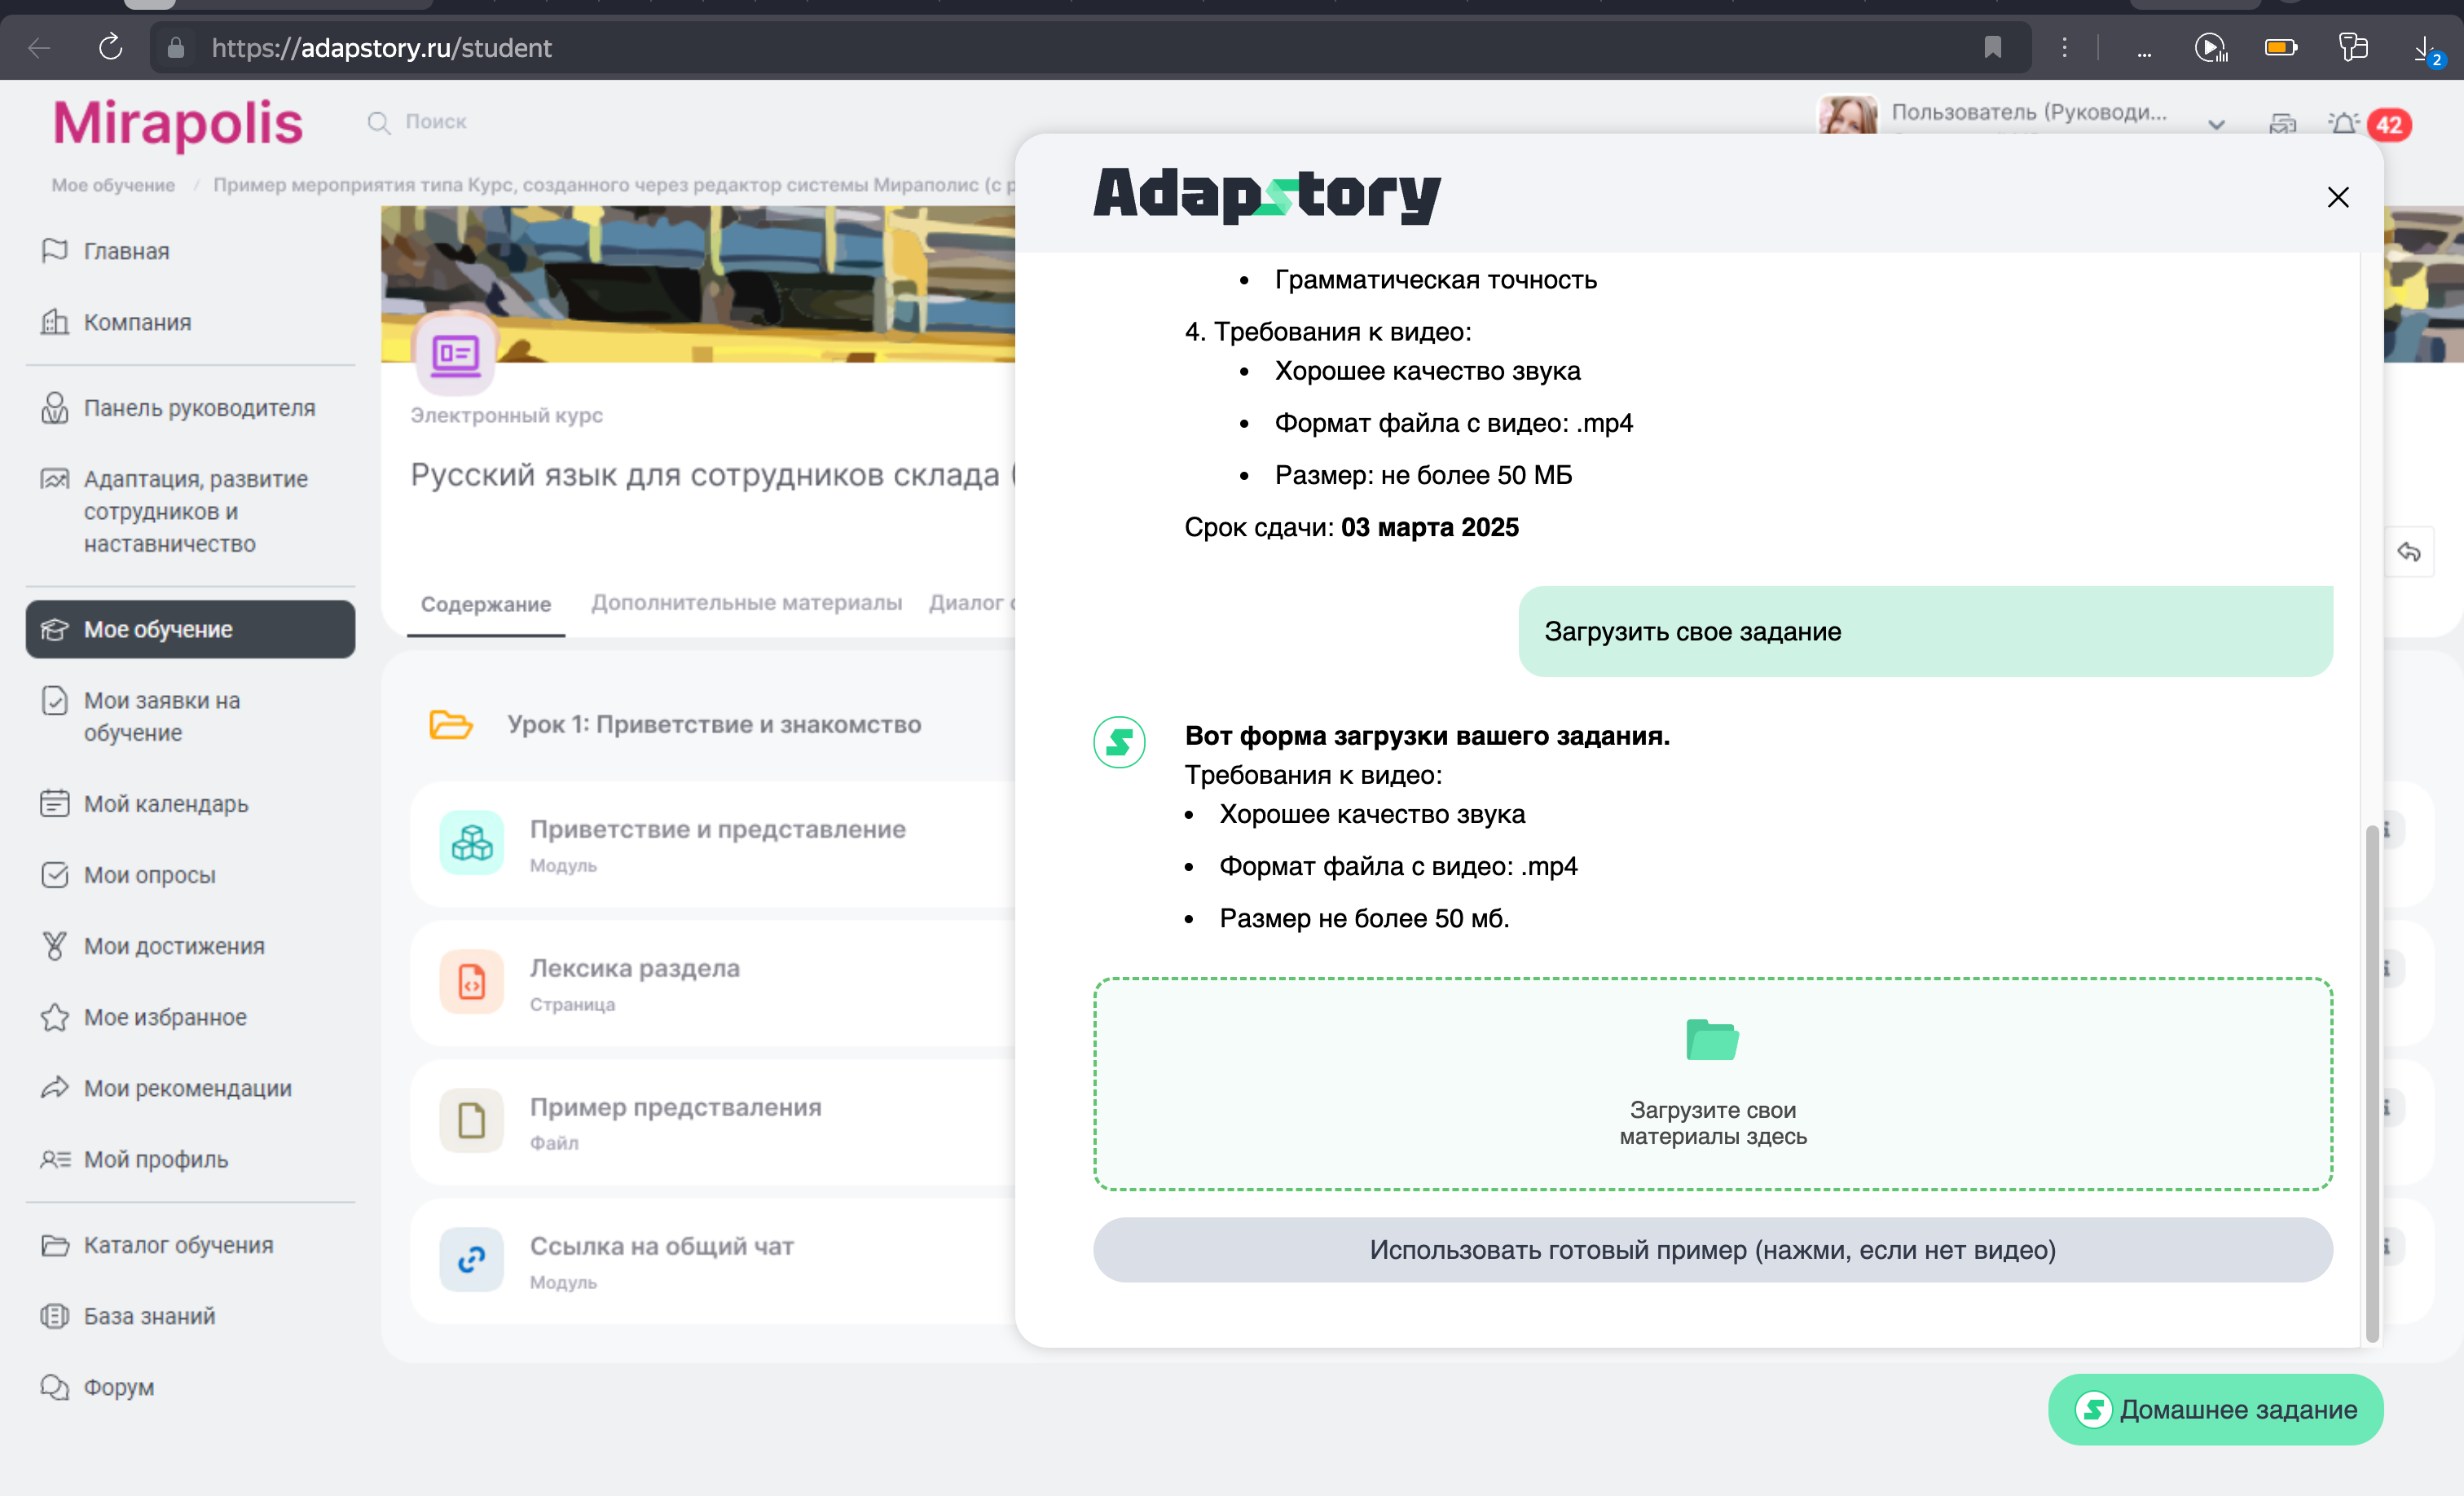 https://adapstory.ru/student
...
2
Mirapolis
Поиск
Пользователь (Руководи...
42
Мое обучение / Пример мероприятия типа Курс, созданного через редактор системы Мираполис (с
Главная
Компания
Панель руководителя
Адаптация, развитие
сотрудников и
наставничество
Мое обучение
Мои заявки на
обучение
Мой календарь
Мои опросы
Мои достижения
Мое избранное
Мои рекомендации
Мой профиль
Каталог обучения
База знаний
Форум
Электронный курс
Русский язык для сотрудников склада
Содержание
Дополнительные материалы
Диалог
Урок 1: Приветствие и знакомство
Приветствие и представление
Модуль
Лексика раздела
Страница
Пример предстваления
Файл
Ссылка на общий чат
Модуль
Adapstory
• Грамматическая точность
4. Требования к видео:
• Хорошее качество звука
• Формат файла с видео: .mp4
• Размер: не более 50 МБ
Срок сдачи: 03 марта 2025
Загрузить свое задание
Вот форма загрузки вашего задания.
Требования к видео:
• Хорошее качество звука
• Формат файла с видео: .mp4
• Размер не более 50 мб.
Загрузите свои
материалы здесь
Использовать готовый пример (нажми, если нет видео)
Домашнее задание